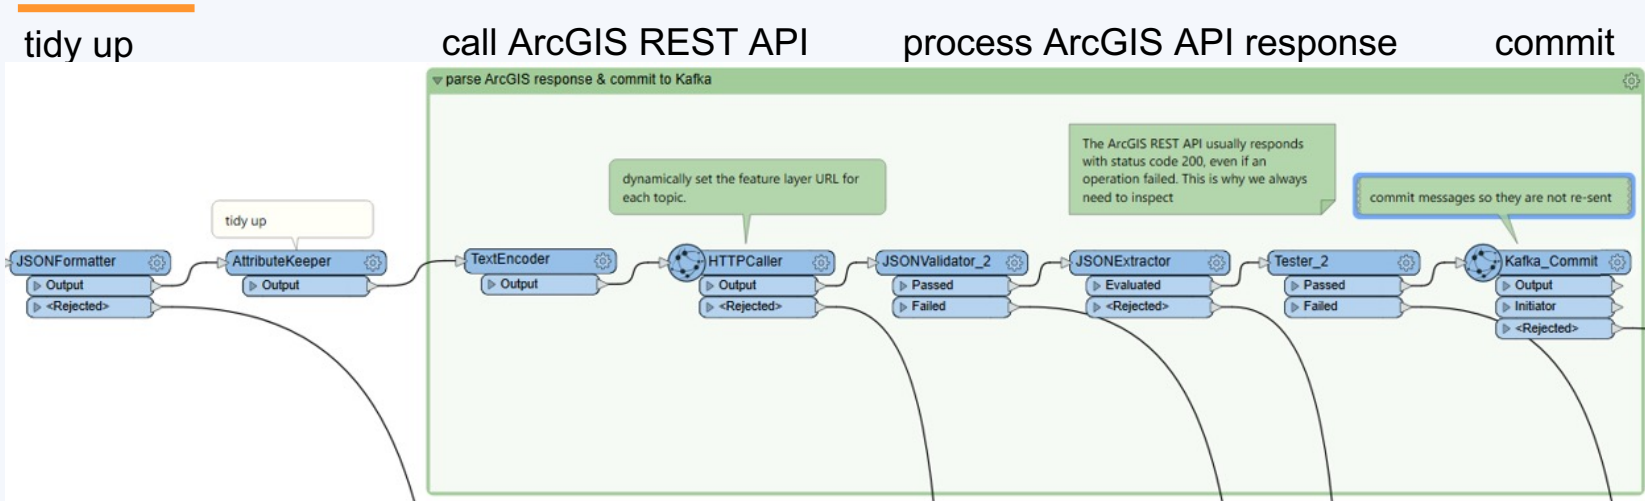 tidy up
call ArcGIS REST API
process ArcGIS API response
commit
parse ArcGIS response & commit to Kafka
The ArcGIS REST API usually responds
with status code 200, even if an
operation failed. This is why we always
need to inspect
dynamically set the feature layer URL for
each topic.
commit messages so they are not re-sent
tidy up
JSONFormatter
Output
<Rejected>
AttributeKeeper
Output
TextEncoder
Output
HTTPCaller
Output
<Rejected>
JSONValidator_2
Passed
Failed
JSONExtractor
Evaluated
<Rejected>
Tester_2
Passed
Failed
Kafka_Commit
Output
Initiator
<Rejected>